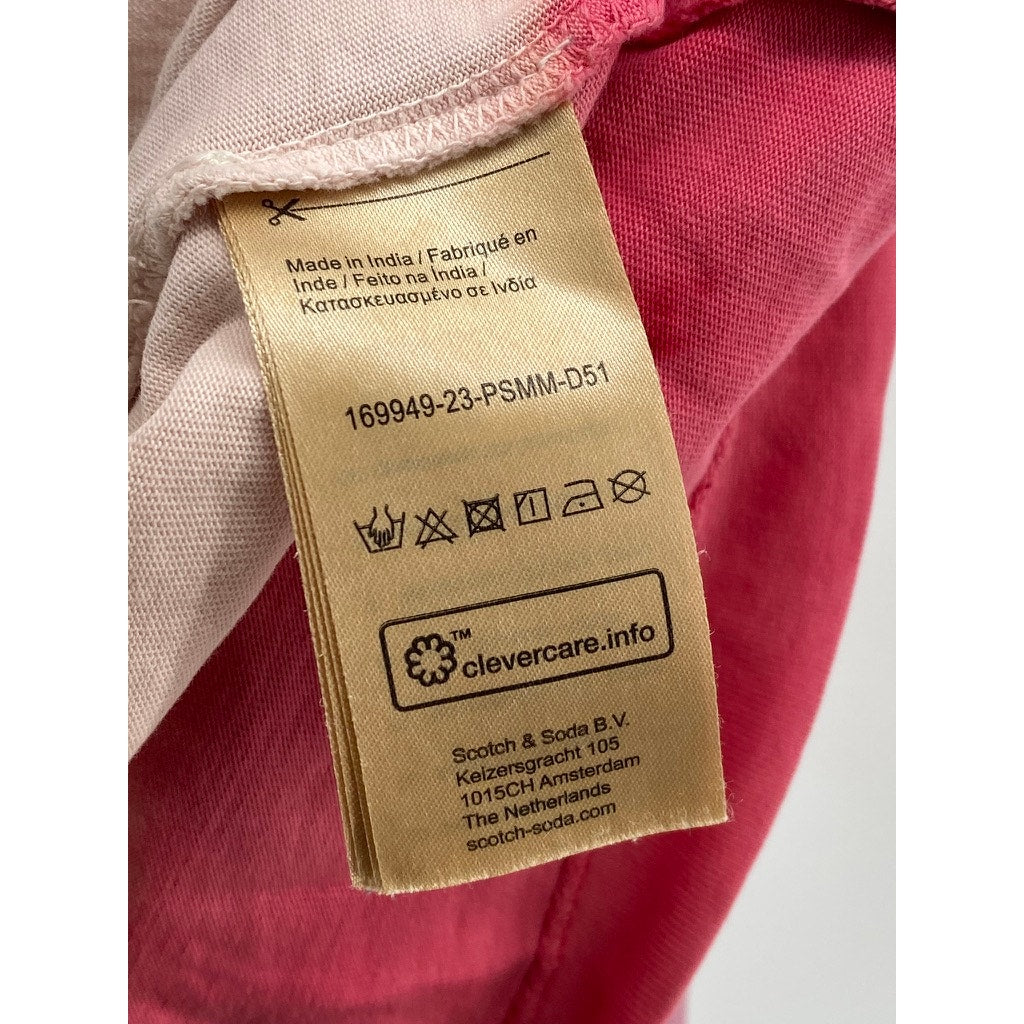 Made in India / Fabriqué en
Inde / Feito na Índia /
Κατασκευασμένο σε Ινδία
169949-23-PSMM-D51
™
clevercare.info
Scotch & Soda B.V.
Keizersgracht 105
1015CH Amsterdam
The Netherlands
scotch-soda.com